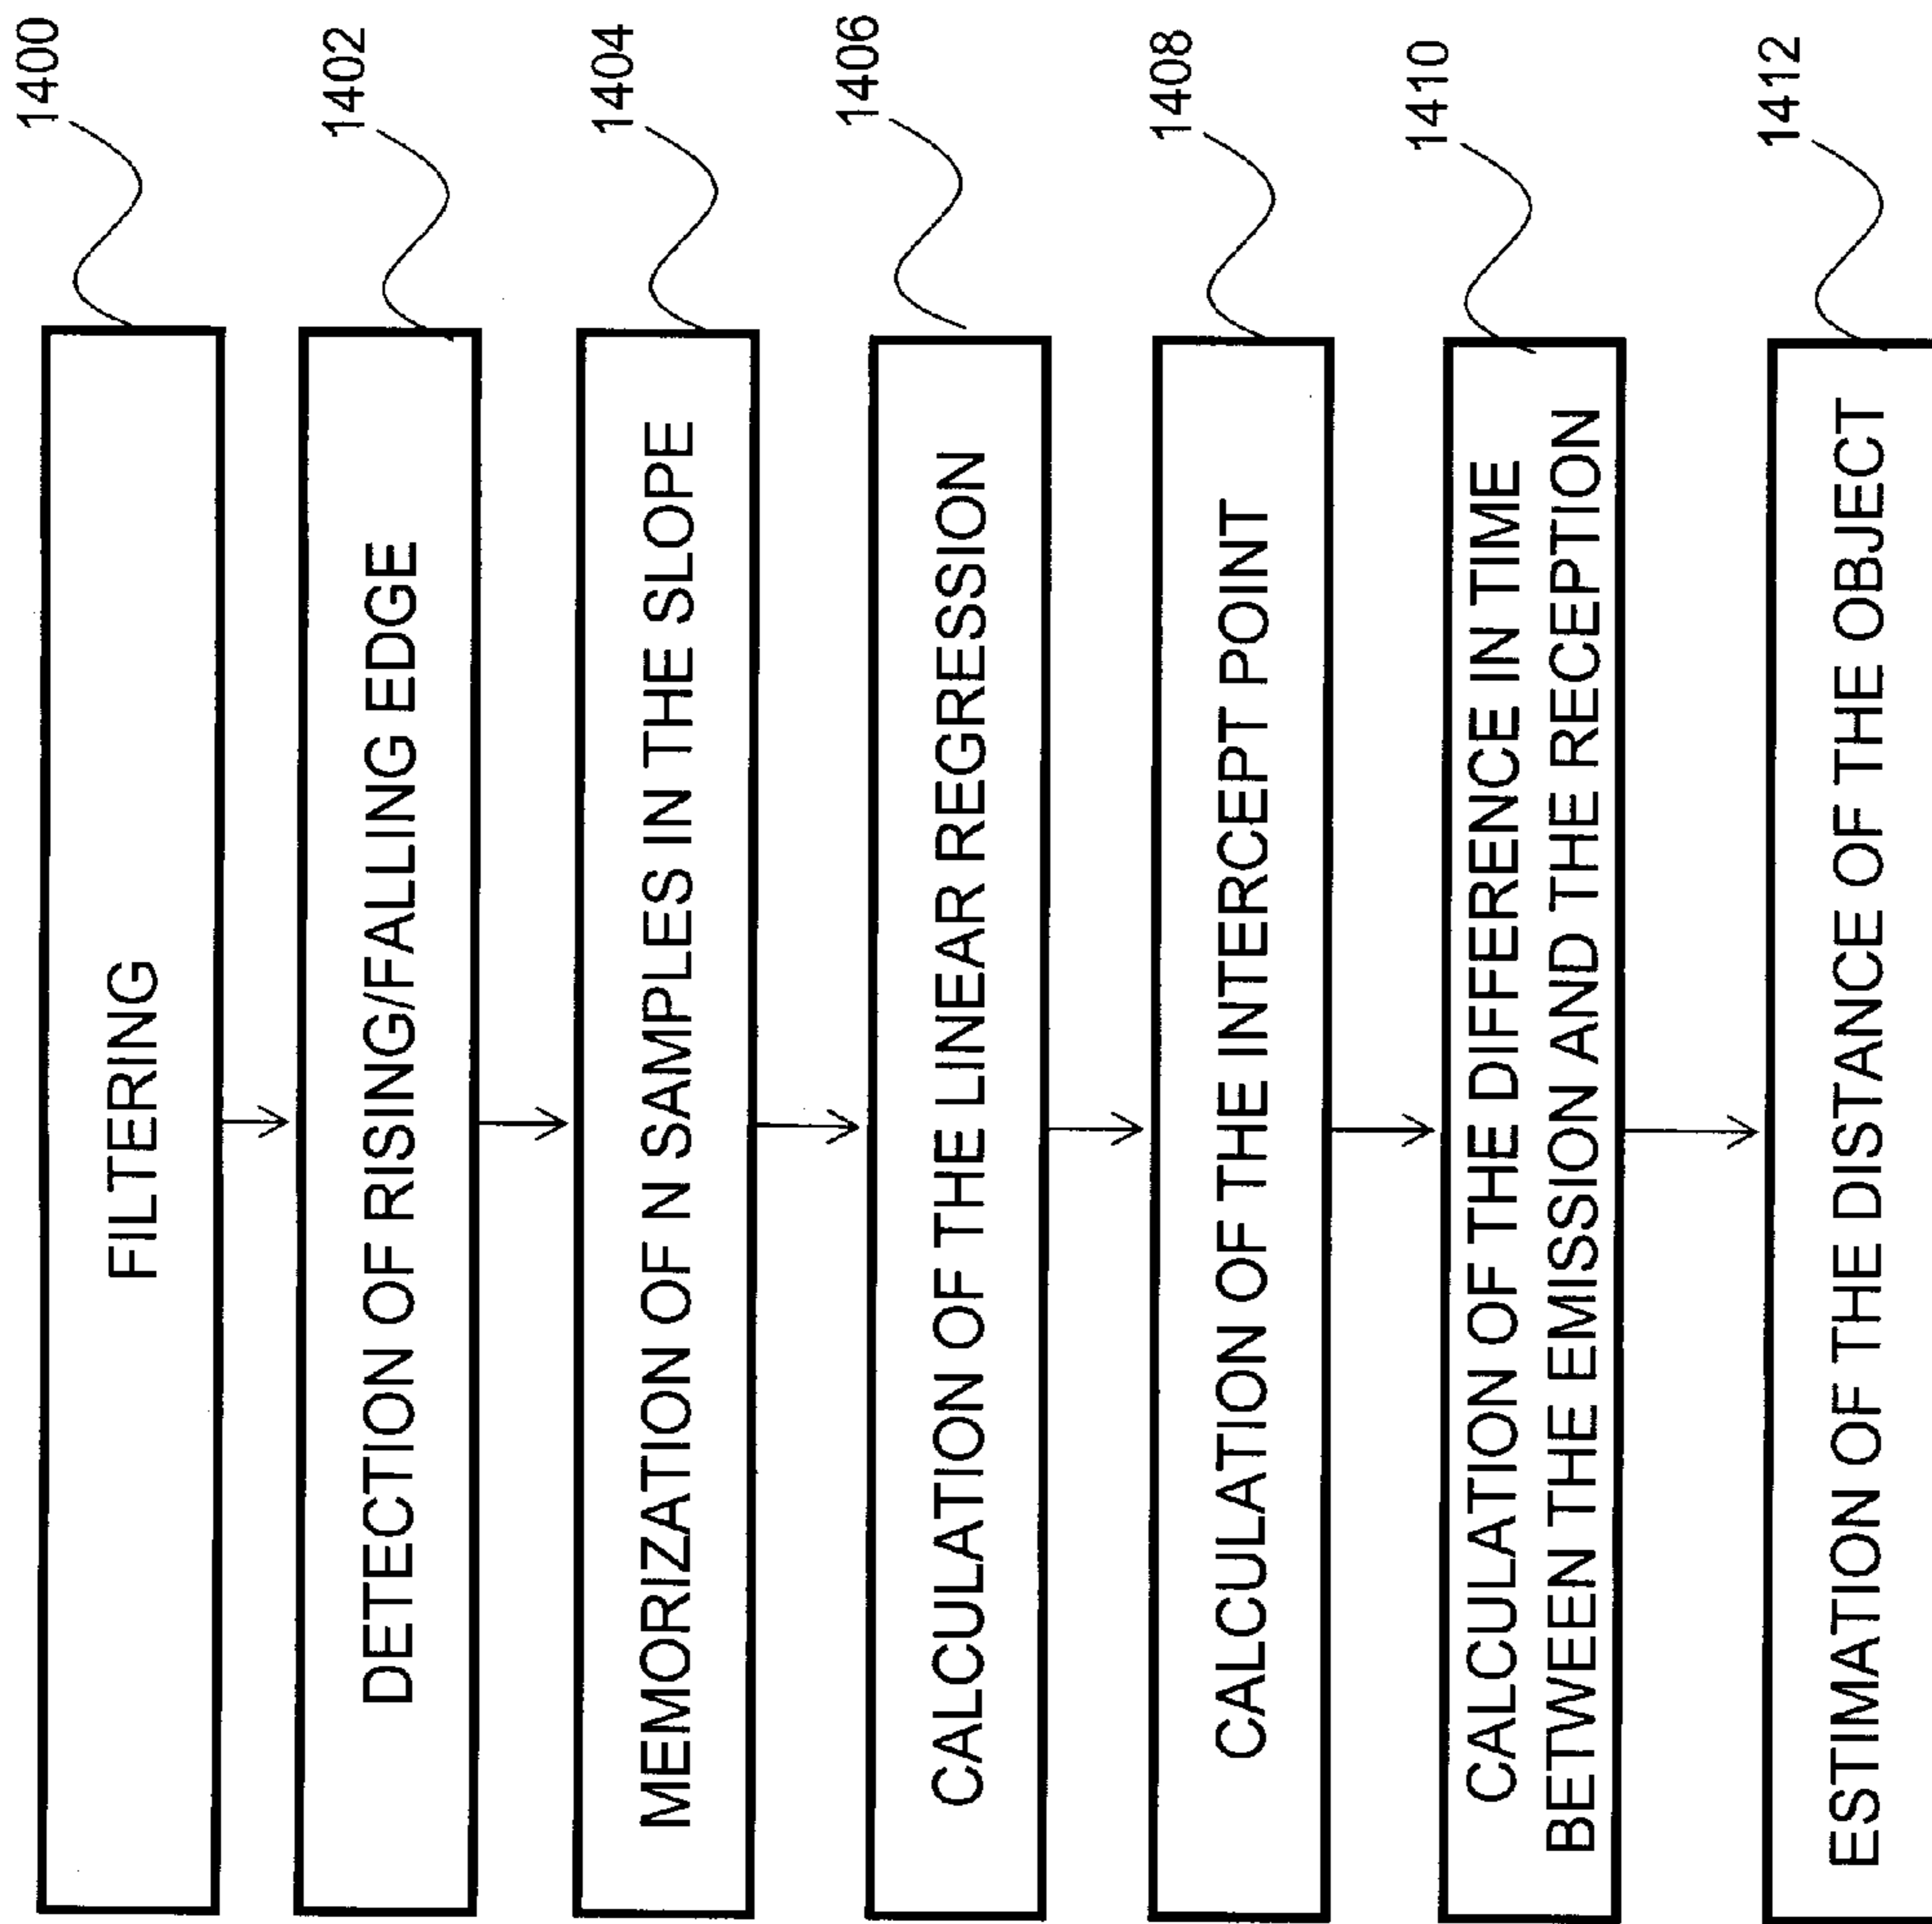 1400
FILTERING
1402
DETECTION OF RISING/FALLING EDGE
1404
MEMORIZATION OF N SAMPLES IN THE SLOPE
1406
CALCULATION OF THE LINEAR REGRESSION
1408
CALCULATION OF THE INTERCEPT POINT
1410
CALCULATION OF THE DIFFERENCE IN TIME
BETWEEN THE EMISSION AND THE RECEPTION
1412
ESTIMATION OF THE DISTANCE OF THE OBJECT